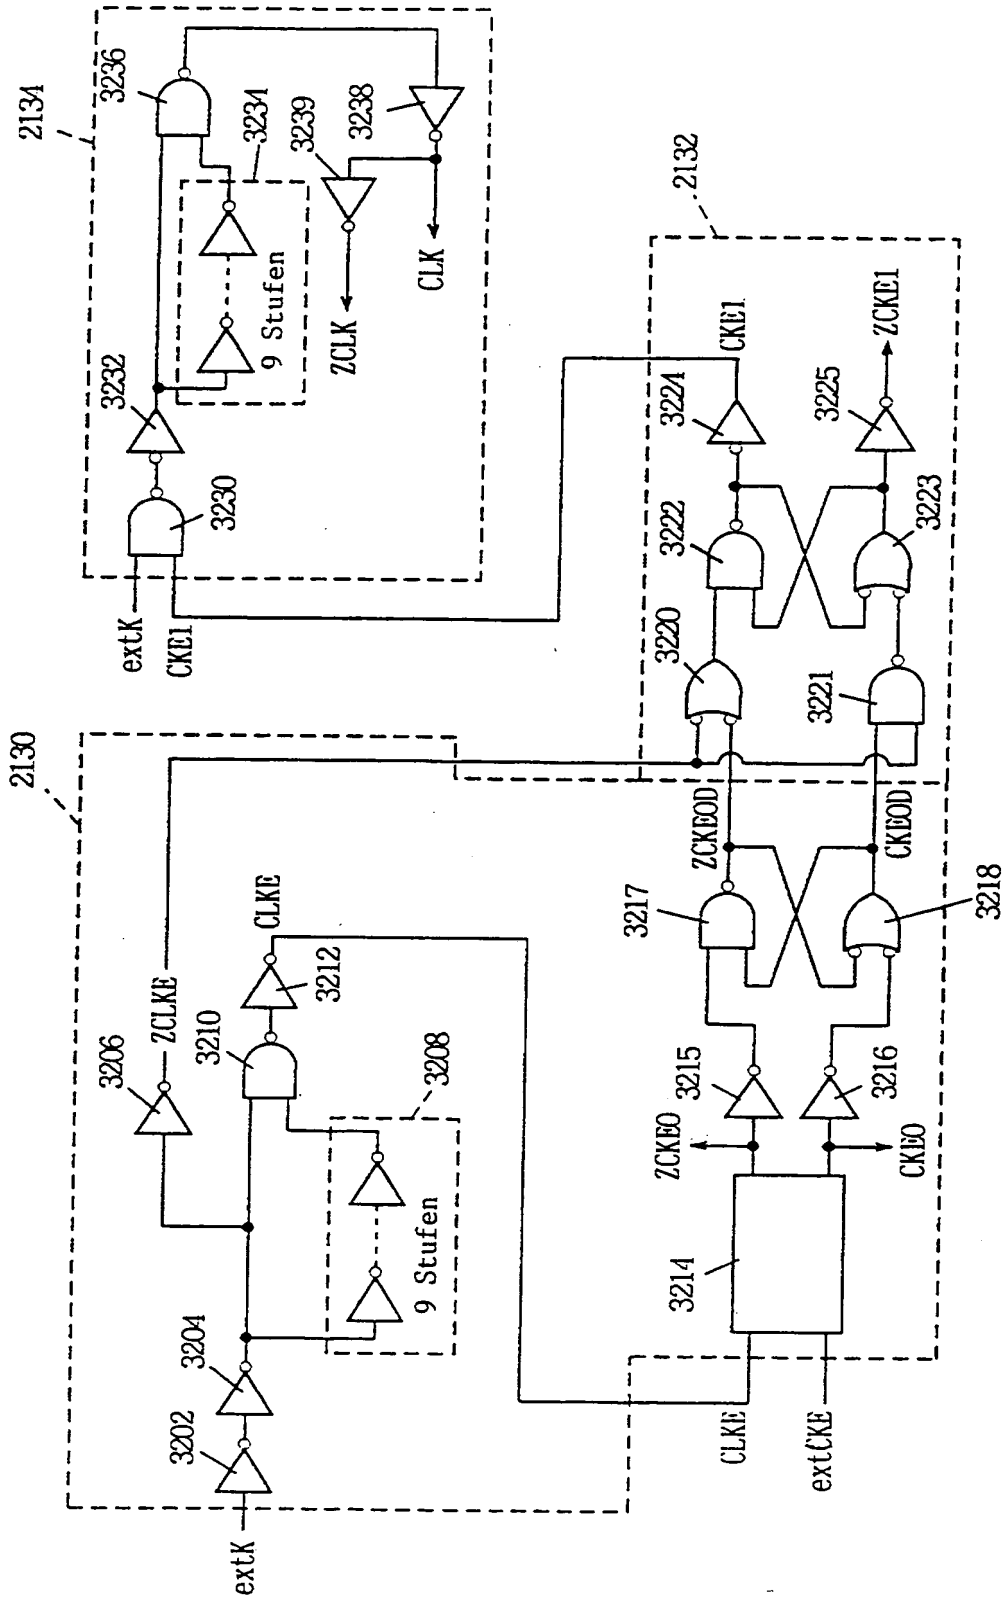 2130
2134
extK
3202
3204
3206
ZCLKE
3210
3212
CLKE
3208
9 Stufen
extK
CKE1
3230
3232
3236
3234
9 Stufen
3239
3238
ZCLK
CLK
2132
CLKE
extCKE
3214
ZCKE0
CKE0
3215
3216
3217
3218
ZCKE0D
CKE0D
3220
3221
3222
3223
3224
3225
CKE1
ZCKE1